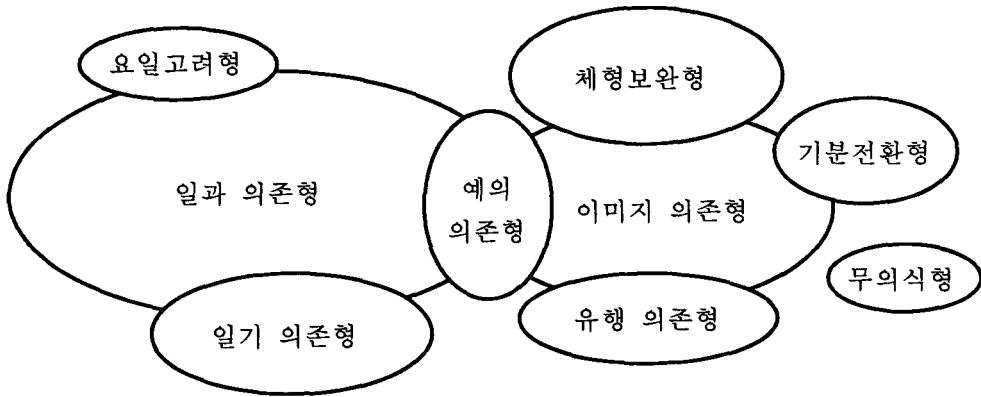 요일고려형
체형보완형
기분전환형
일과 의존형
예의
의존형
이미지 의존형
무의식형
일기 의존형
유행 의존형